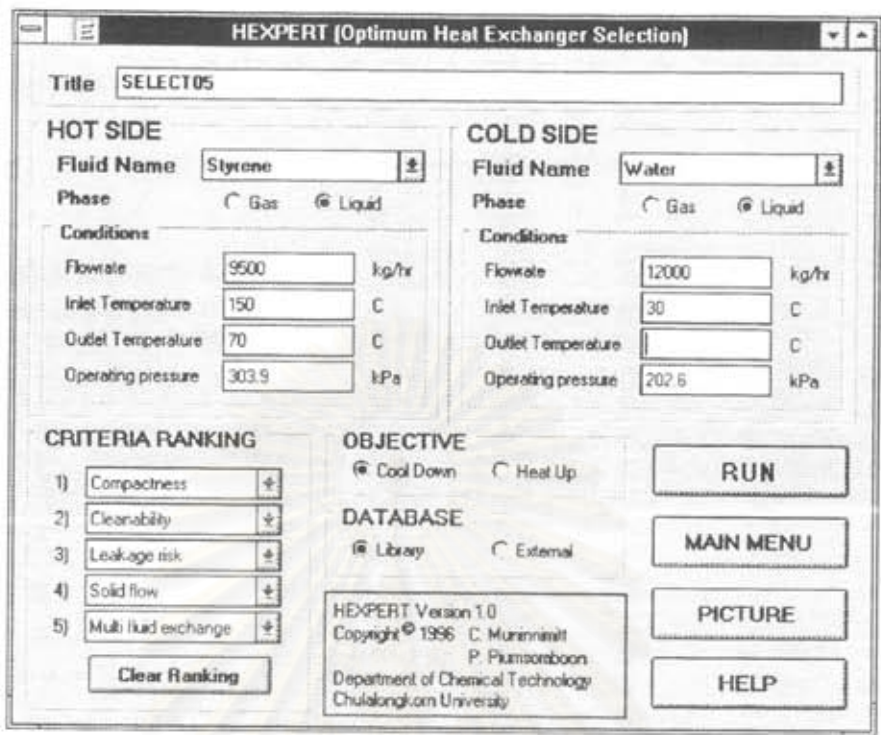 HEXPERT (Optimum Heat Exchanger Selection)
Title SELECT05
HOT SIDE
Fluid Name Styrene
Phase Gas Liquid
Conditions
Flowrate 9500 kg/hr
Inlet Temperature 150 C
Outlet Temperature 70 C
Operating pressure 303.9 kPa
COLD SIDE
Fluid Name Water
Phase Gas Liquid
Conditions
Flowrate 12000 kg/hr
Inlet Temperature 30 C
Outlet Temperature C
Operating pressure 202.6 kPa
CRITERIA RANKING
1) Compactness
2) Cleanability
3) Leakage risk
4) Solid flow
5) Multi fluid exchange
Clear Ranking
OBJECTIVE
Cool Down Heat Up
DATABASE
Library External
HEXPERT Version 1.0
Copyright © 1996 C. Muninnimitt
P. Piumsomboon
Department of Chemical Technology
Chulalongkorn University
RUN
MAIN MENU
PICTURE
HELP